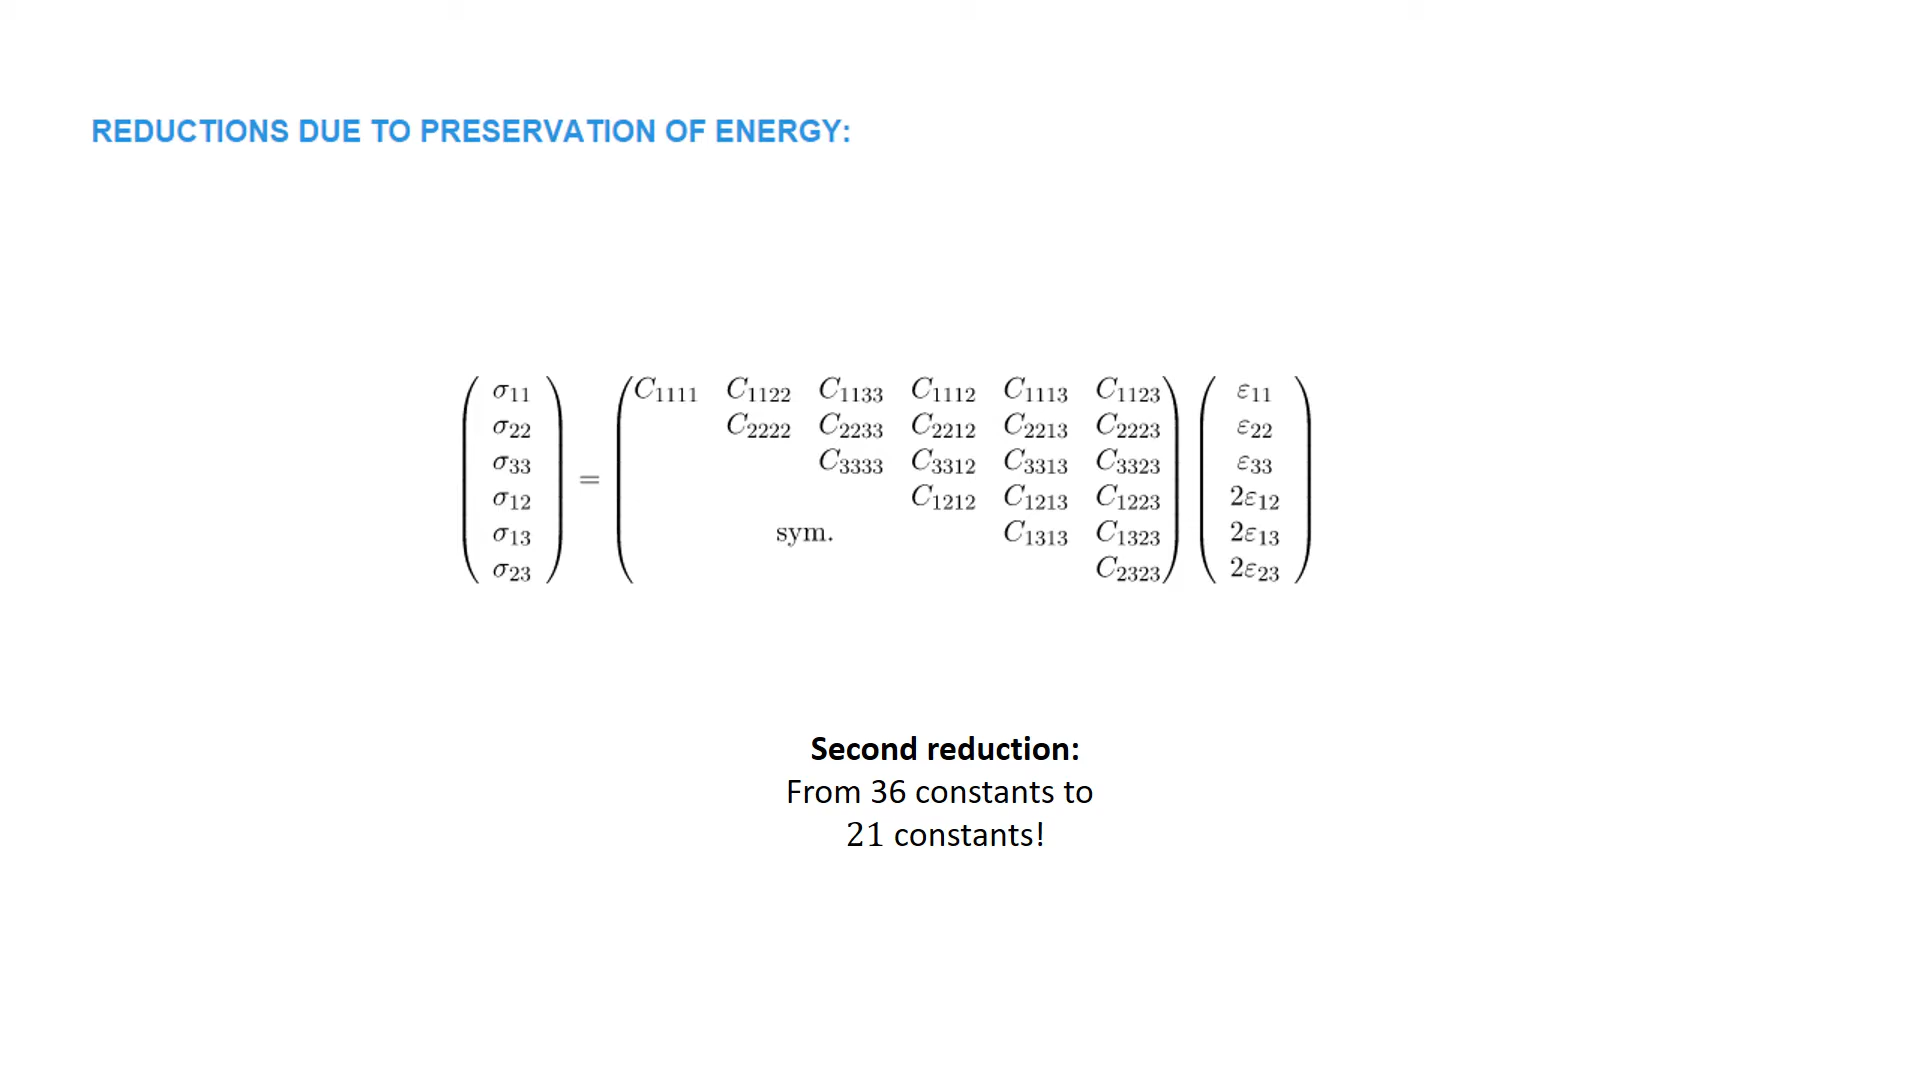 REDUCTIONS DUE TO PRESERVATION OF ENERGY:
σ11 C1111 C1122 C1133 C1112 C1113 C1123 ε11
σ22 C2222 C2233 C2212 C2213 C2223 ε22
σ33 C3333 C3312 C3313 C3323 ε33
=
σ12 C1212 C1213 C1223 2ε12
σ13 sym. C1313 C1323 2ε13
σ23 C2323 2ε23
Second reduction:
From 36 constants to
21 constants!